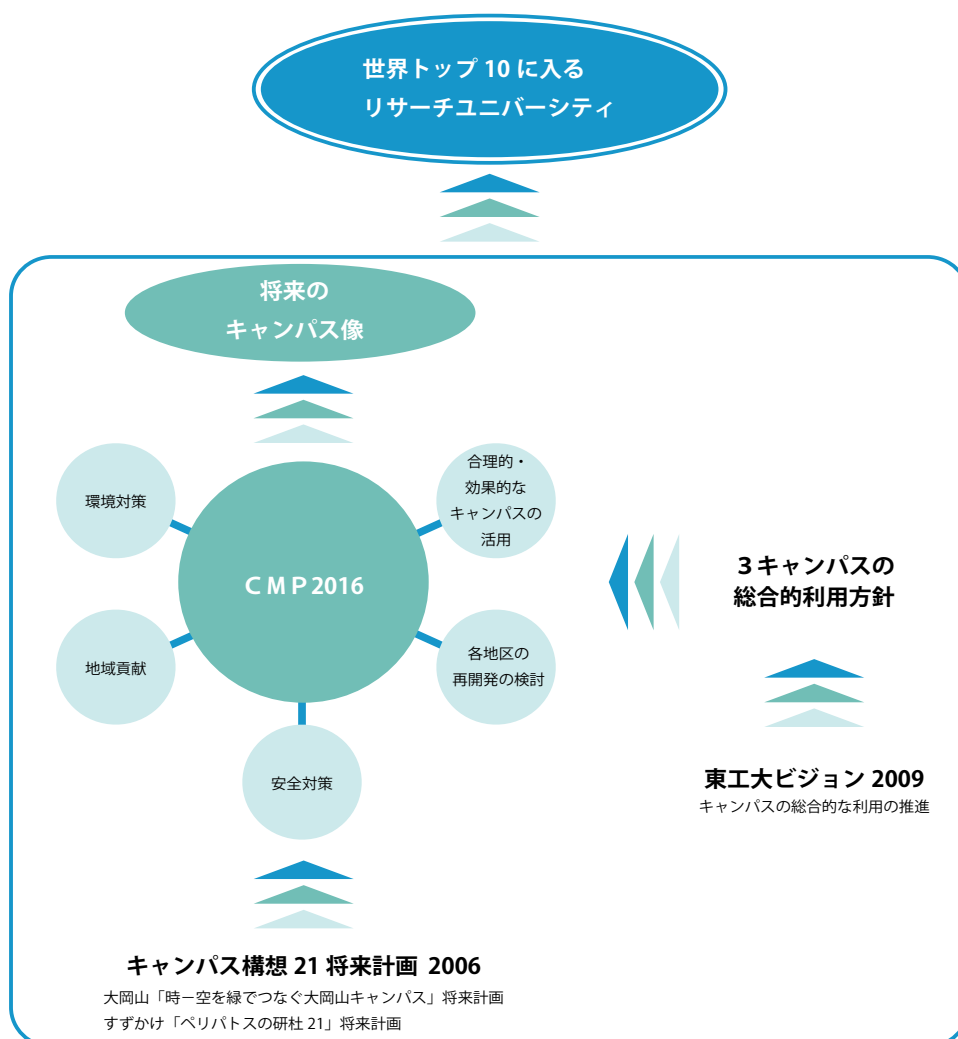 世界トップ 10 に入る
リサーチユニバーシティ
将来の
キャンパス像
環境対策
合理的・
効果的な
キャンパスの
活用
CMP2016
3キャンパスの
総合的利用方針
地域貢献
各地区の
再開発の検討
安全対策
東工大ビジョン 2009
キャンパスの総合的な利用の推進
キャンパス構想 21 将来計画 2006
大岡山「時－空を緑でつなぐ大岡山キャンパス」将来計画
すずかけ「ペリパトスの研杜 21」将来計画